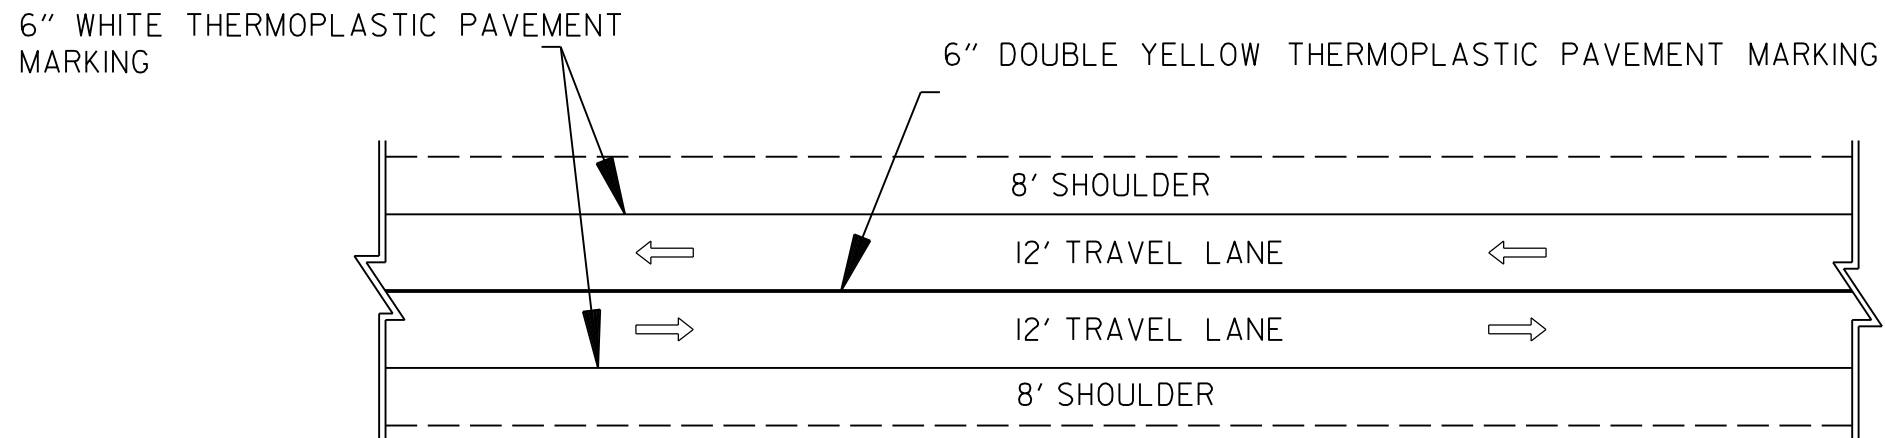 6" WHITE THERMOPLASTIC PAVEMENT
MARKING
6" DOUBLE YELLOW THERMOPLASTIC PAVEMENT MARKING
8' SHOULDER
12' TRAVEL LANE
12' TRAVEL LANE
8' SHOULDER